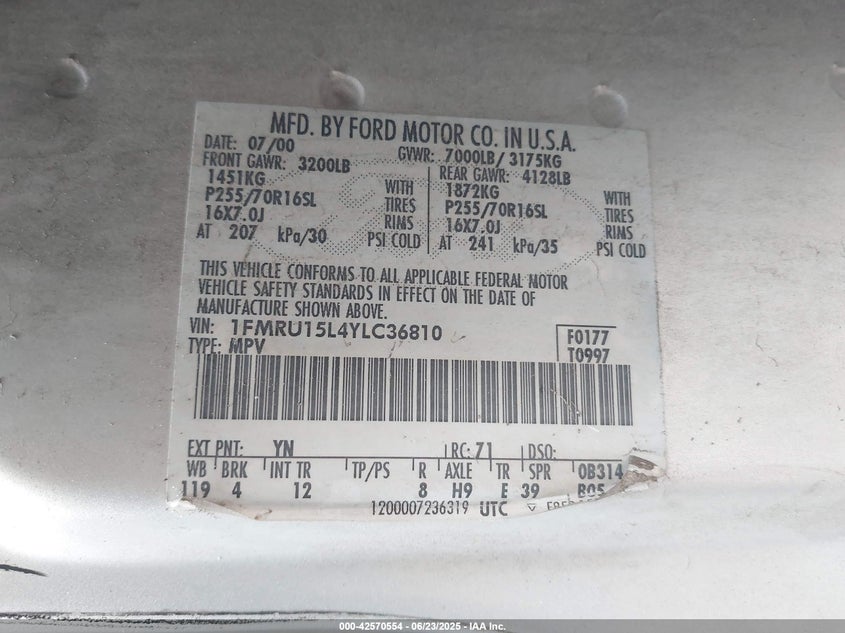 MFD. BY FORD MOTOR CO. IN U.S.A.
DATE: 07/00 GVWR: 7000LB/ 3175KG
FRONT GAWR: 3200LB REAR GAWR: 4128LB
1451KG WITH 1872KG WITH
P255/70R16SL TIRES P255/70R16SL TIRES
16X7.0J RIMS 16X7.0J RIMS
AT 207 kPa/30 PSI COLD AT 241 kPa/35 PSI COLD
THIS VEHICLE CONFORMS TO ALL APPLICABLE FEDERAL MOTOR
VEHICLE SAFETY STANDARDS IN EFFECT ON THE DATE OF
MANUFACTURE SHOWN ABOVE.
VIN: 1FMRU15L4YLC36810 F0177
TYPE: MPV T0997
EXT PNT: YN RC: 71 DSO:
WB BRK INT TR TP/PS R AXLE TR SPR 0B314
119 4 12 8 H9 E 39 B05
1200007236319 UTC
000-42570554 - 06/23/2025 - IAA Inc.